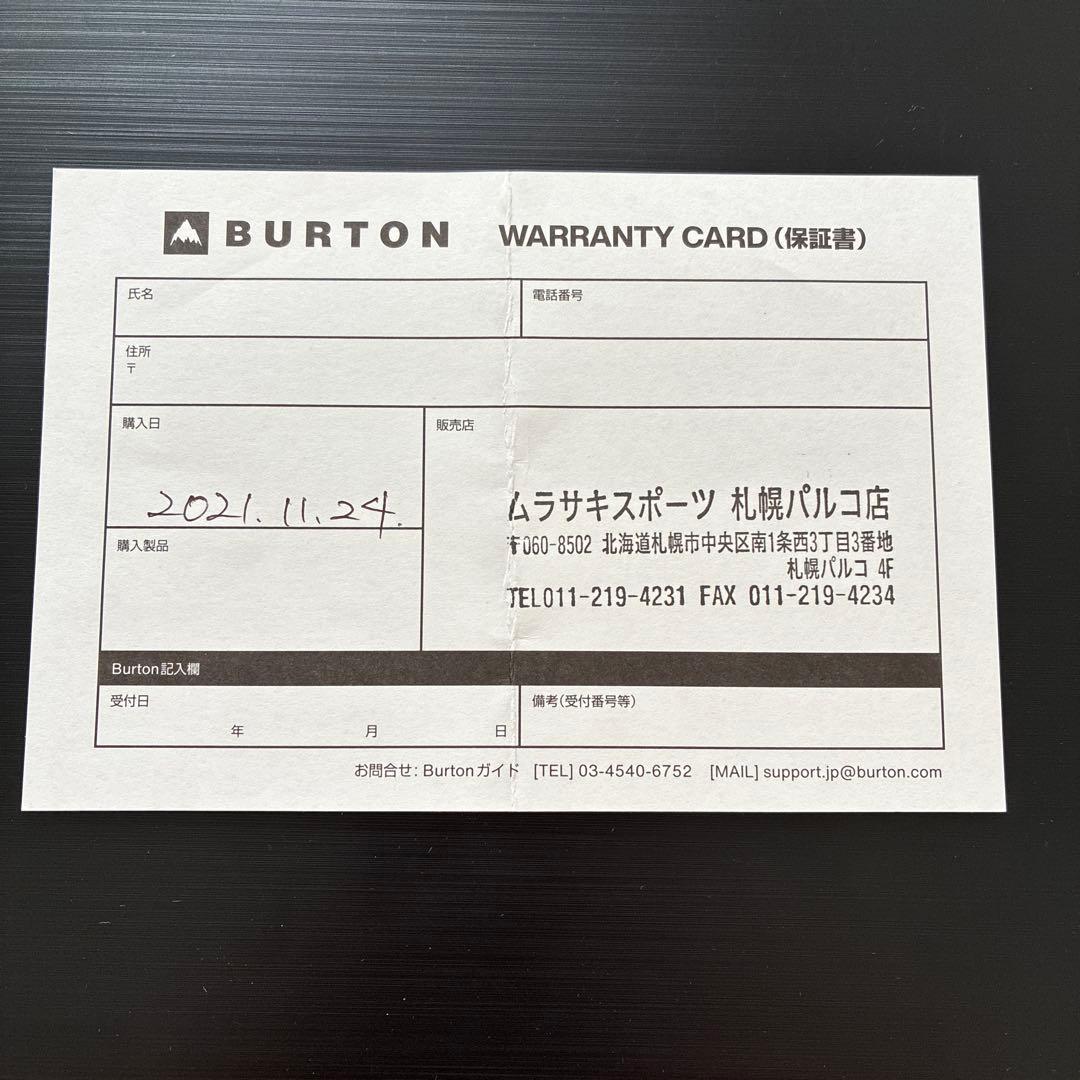 BURTON WARRANTY CARD(保証書)
氏名 電話番号
住所
〒
購入日 販売店
2021.11.24.
ムラサキスポーツ 札幌パルコ店
〒060-8502 北海道札幌市中央区南1条西3丁目3番地
札幌パルコ 4F
TEL011-219-4231 FAX 011-219-4234
購入製品
Burton記入欄
受付日 備考(受付番号等)
年 月 日
お問合せ: Burtonガイド [TEL] 03-4540-6752 [MAIL] support.jp@burton.com